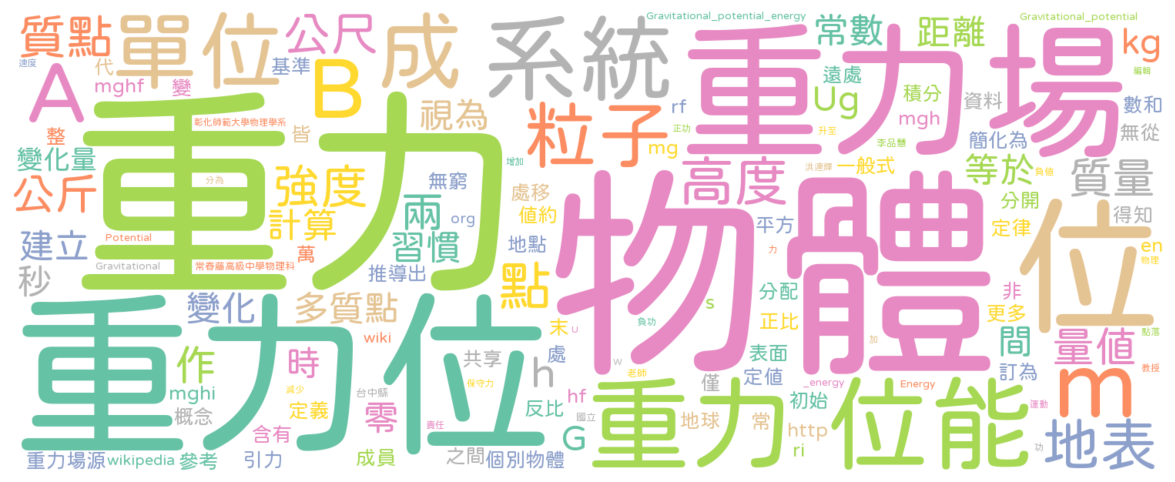 質點
單位
公尺
成
系統
Gravitational_potential_energy
常數
距離
Gravitational_potential
kg
速度
代
基準
mghf
變
A
B
視為
rf
粒子
mg
遠處
積分
Ug
mgh
資料
編輯
數和
重力場
無從
簡化為
正功
升至
李品慧
整
彰化師範大學物理學系
皆
變化量
強度
無窮
增加
高度
洪連輝
一般式
等於
負值
質量
公斤
分為
計算
兩
習慣
org
處移
值約
地點
平方
分開
定律
得知
建立
Potential
萬
重力
物體
位
en
物理
秒
Gravitational
常春藤高級中學物理科
推導出
點
力
分配
s
非
更多
變化
多質點
末
U
負功
正比
間
量值
點落
wiki
共享
處
表面
作
時
h
w
老師
定值
僅
訂為
m
教授
mghi
減少
台中縣
保守力
hf
_energy
Energy
概念
定義
零
反比
國立
地球
常
初始
運動
加
重力位
責任
G
重力位能
http
ri
功
地表
含有
成員
之間
個別物體
重力場源
wikipedia
參考
引力